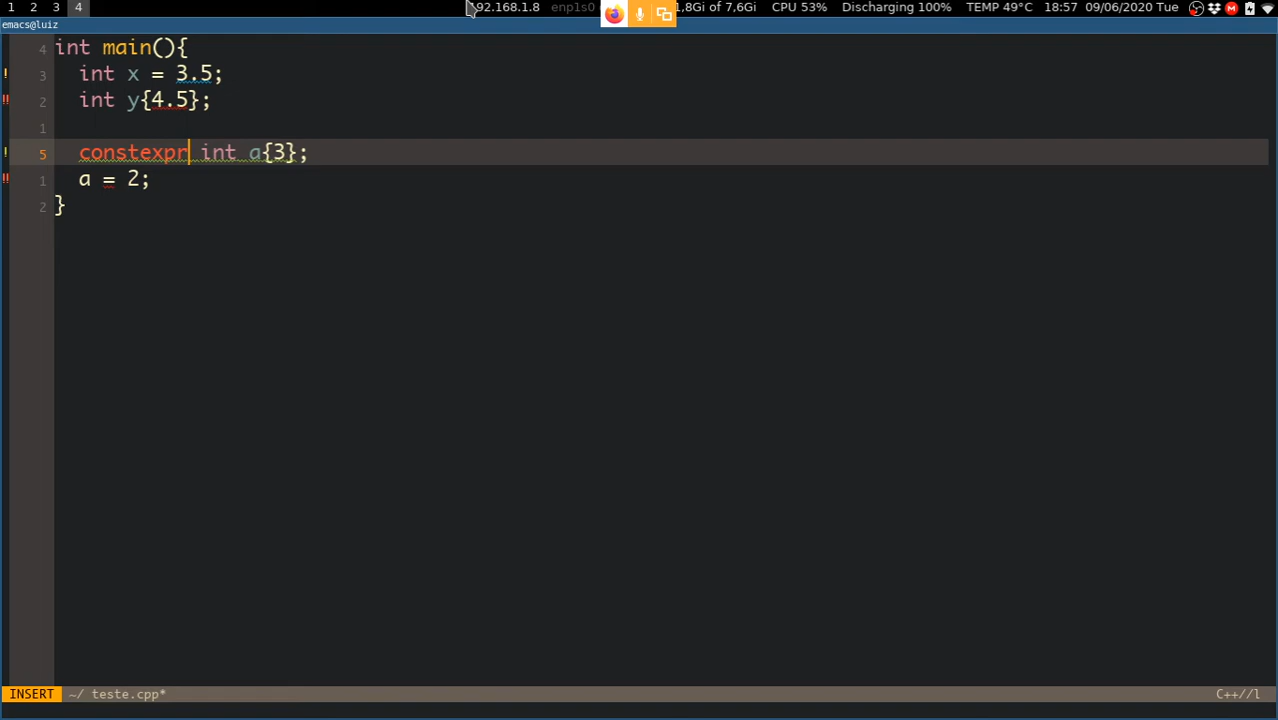 1 2 3 4 92.168.1.8 enp1s0 1,8Gi of 7,6Gi CPU 53% Discharging 100% TEMP 49°C 18:57 09/06/2020 Tue
emacs@luiz
4 int main(){
! 3 int x = 3.5;
!! 2 int y{4.5};
1
! 5 constexpr int a{3};
!! 1 a = 2;
2 }
INSERT ~/ teste.cpp* C++//l